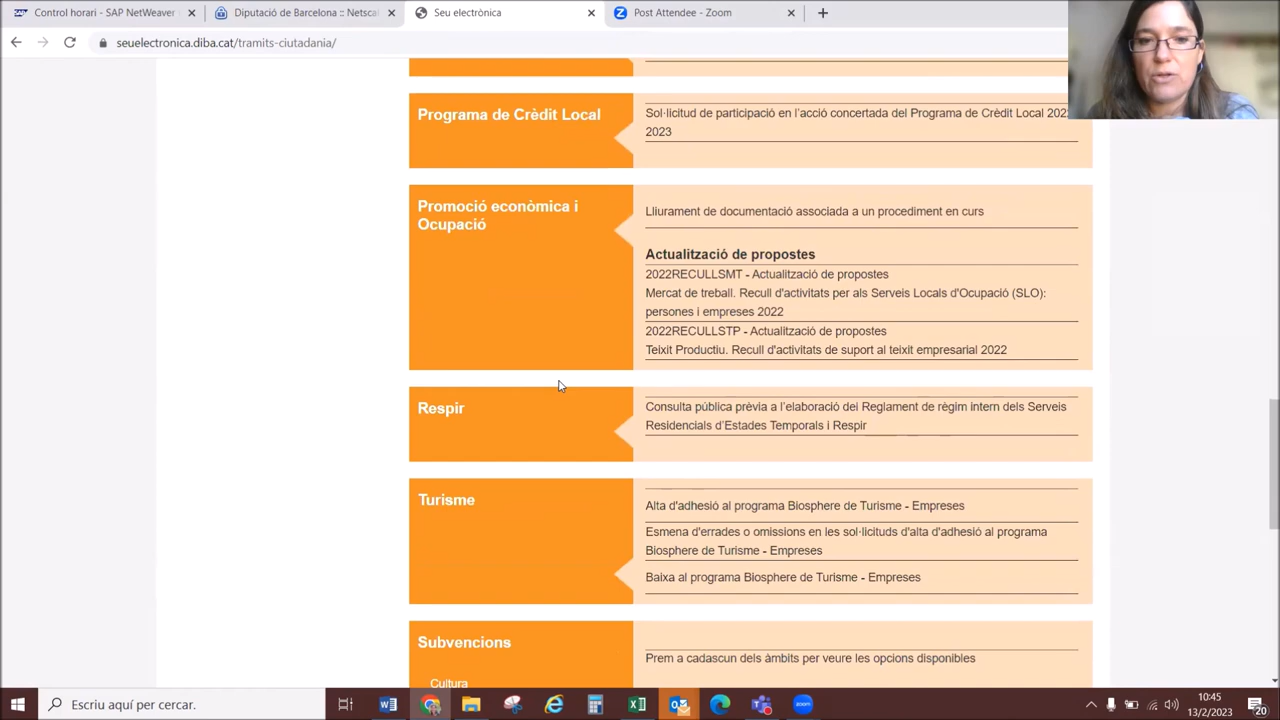 Control horari - SAP NetWeaver
Diputació de Barcelona :: Netscal
Seu electrònica
Post Attendee - Zoom
seuelectronica.diba.cat/tramits-ciutadania/
Programa de Crèdit Local
Sol·licitud de participació en l'acció concertada del Programa de Crèdit Local
2023
Promoció econòmica i
Ocupació
Lliurament de documentació associada a un procediment en curs
Actualització de propostes
2022RECULLSMT - Actualització de propostes
Mercat de treball. Recull d'activitats per als Serveis Locals d'Ocupació (SLO):
persones i empreses 2022
2022RECULLSTP - Actualització de propostes
Teixit Productiu. Recull d'activitats de suport al teixit empresarial 2022
Respir
Consulta pública prèvia a l'elaboració del Reglament de règim intern dels Serveis
Residencials d'Estades Temporals i Respir
Turisme
Alta d'adhesió al programa Biosphere de Turisme - Empreses
Esmena d'errades o omissions en les sol·licituds d'alta d'adhesió al programa
Biosphere de Turisme - Empreses
Baixa al programa Biosphere de Turisme - Empreses
Subvencions
Cultura
Prem a cadascun dels àmbits per veure les opcions disponibles
Escriu aquí per cercar.
10:45
13/2/2023
20